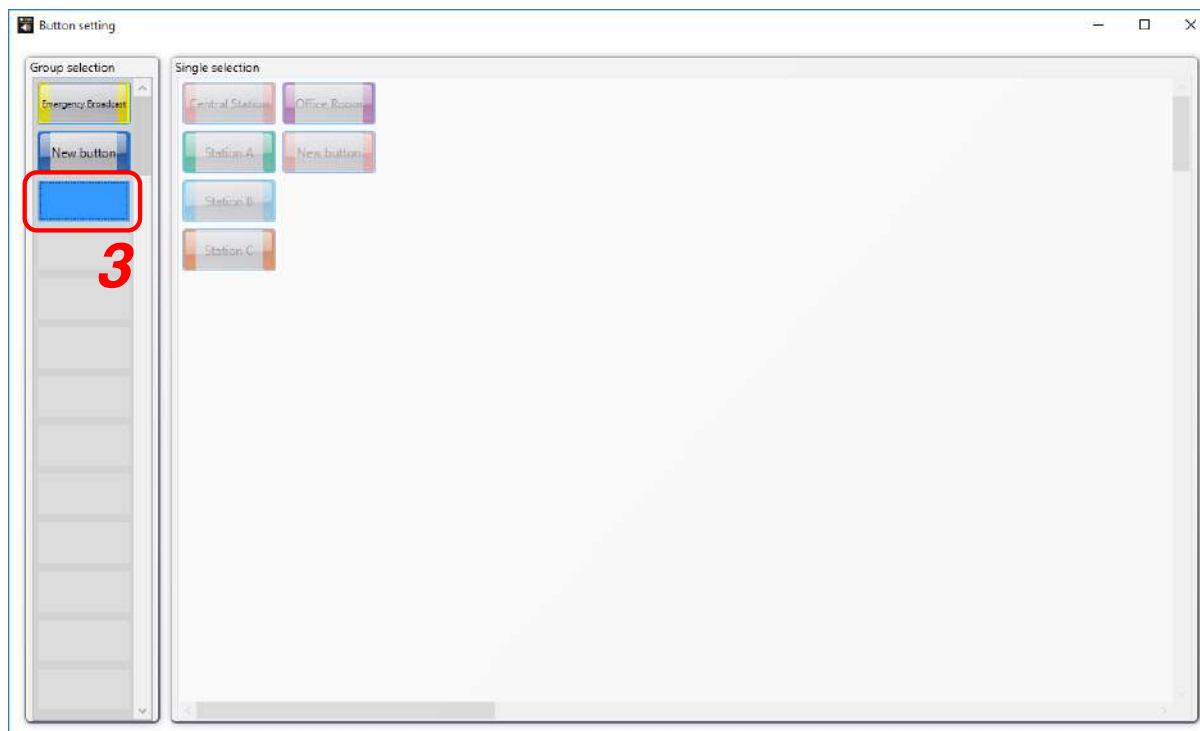 Button setting
Group selection
Single selection
Emergency Broadcast
Central Station
Office Room
New button
Station A
New button
Station B
Station C
3